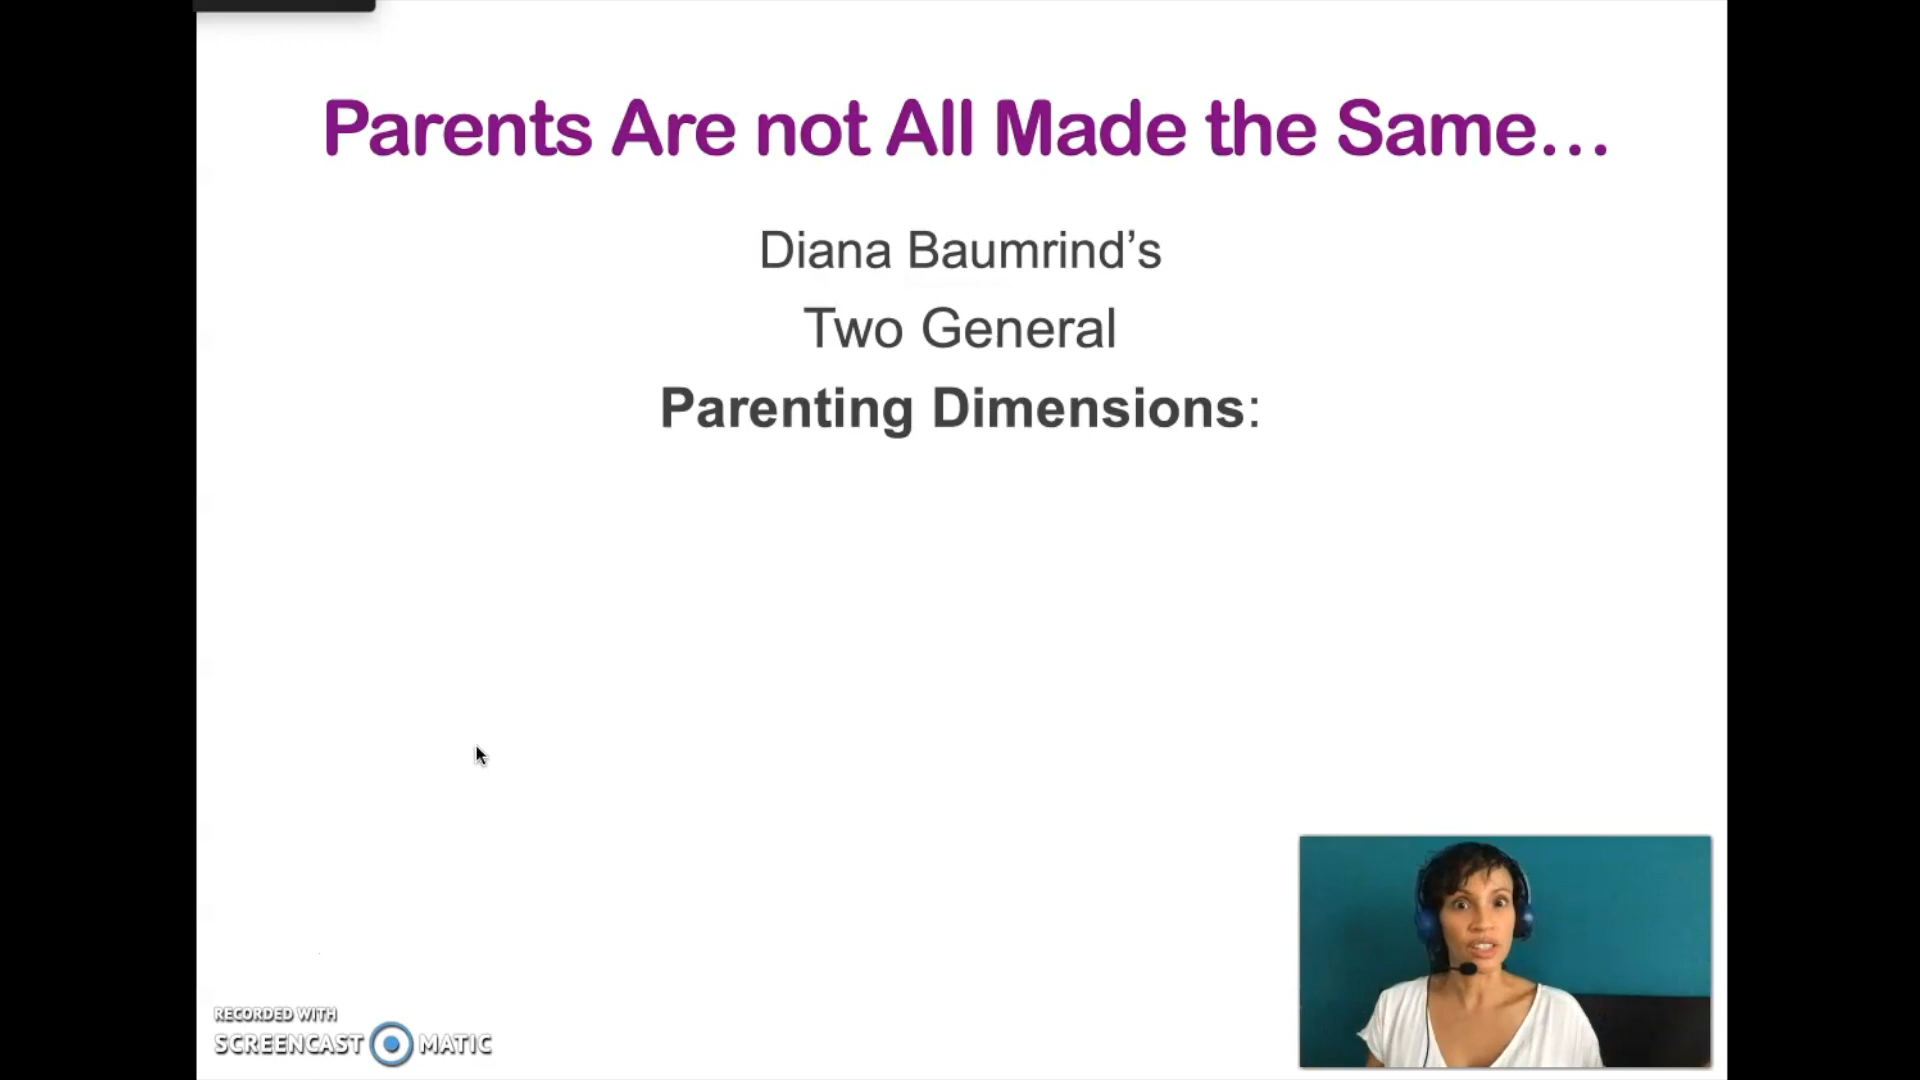 Parents Are not All Made the Same…
Diana Baumrind’s
Two General
Parenting Dimensions:
RECORDED WITH
SCREENCAST MATIC